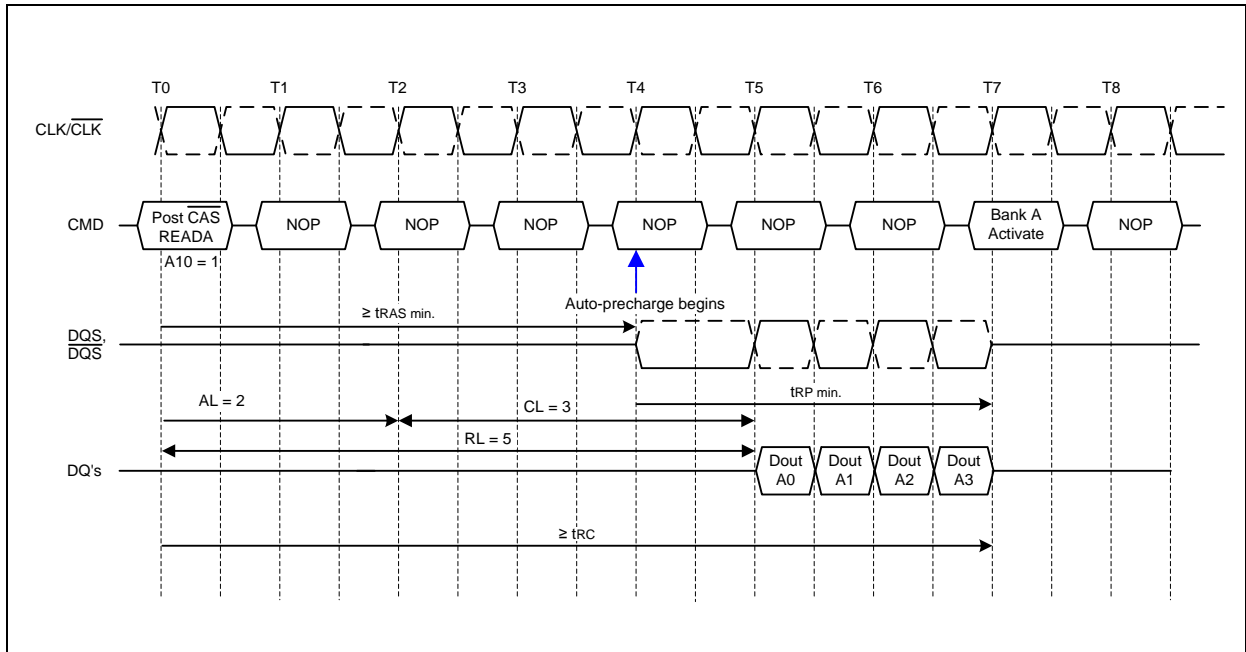 T0 T1 T2 T3 T4 T5 T6 T7 T8
CLK/CLK
CMD
Post CAS
READA
NOP NOP NOP NOP NOP NOP
Bank A
Activate
NOP
A10 = 1
Auto-precharge begins
≥ tRAS min.
DQS,
DQS
tRP min.
AL = 2
CL = 3
RL = 5
DQ's
Dout
A0
Dout
A1
Dout
A2
Dout
A3
≥ tRC